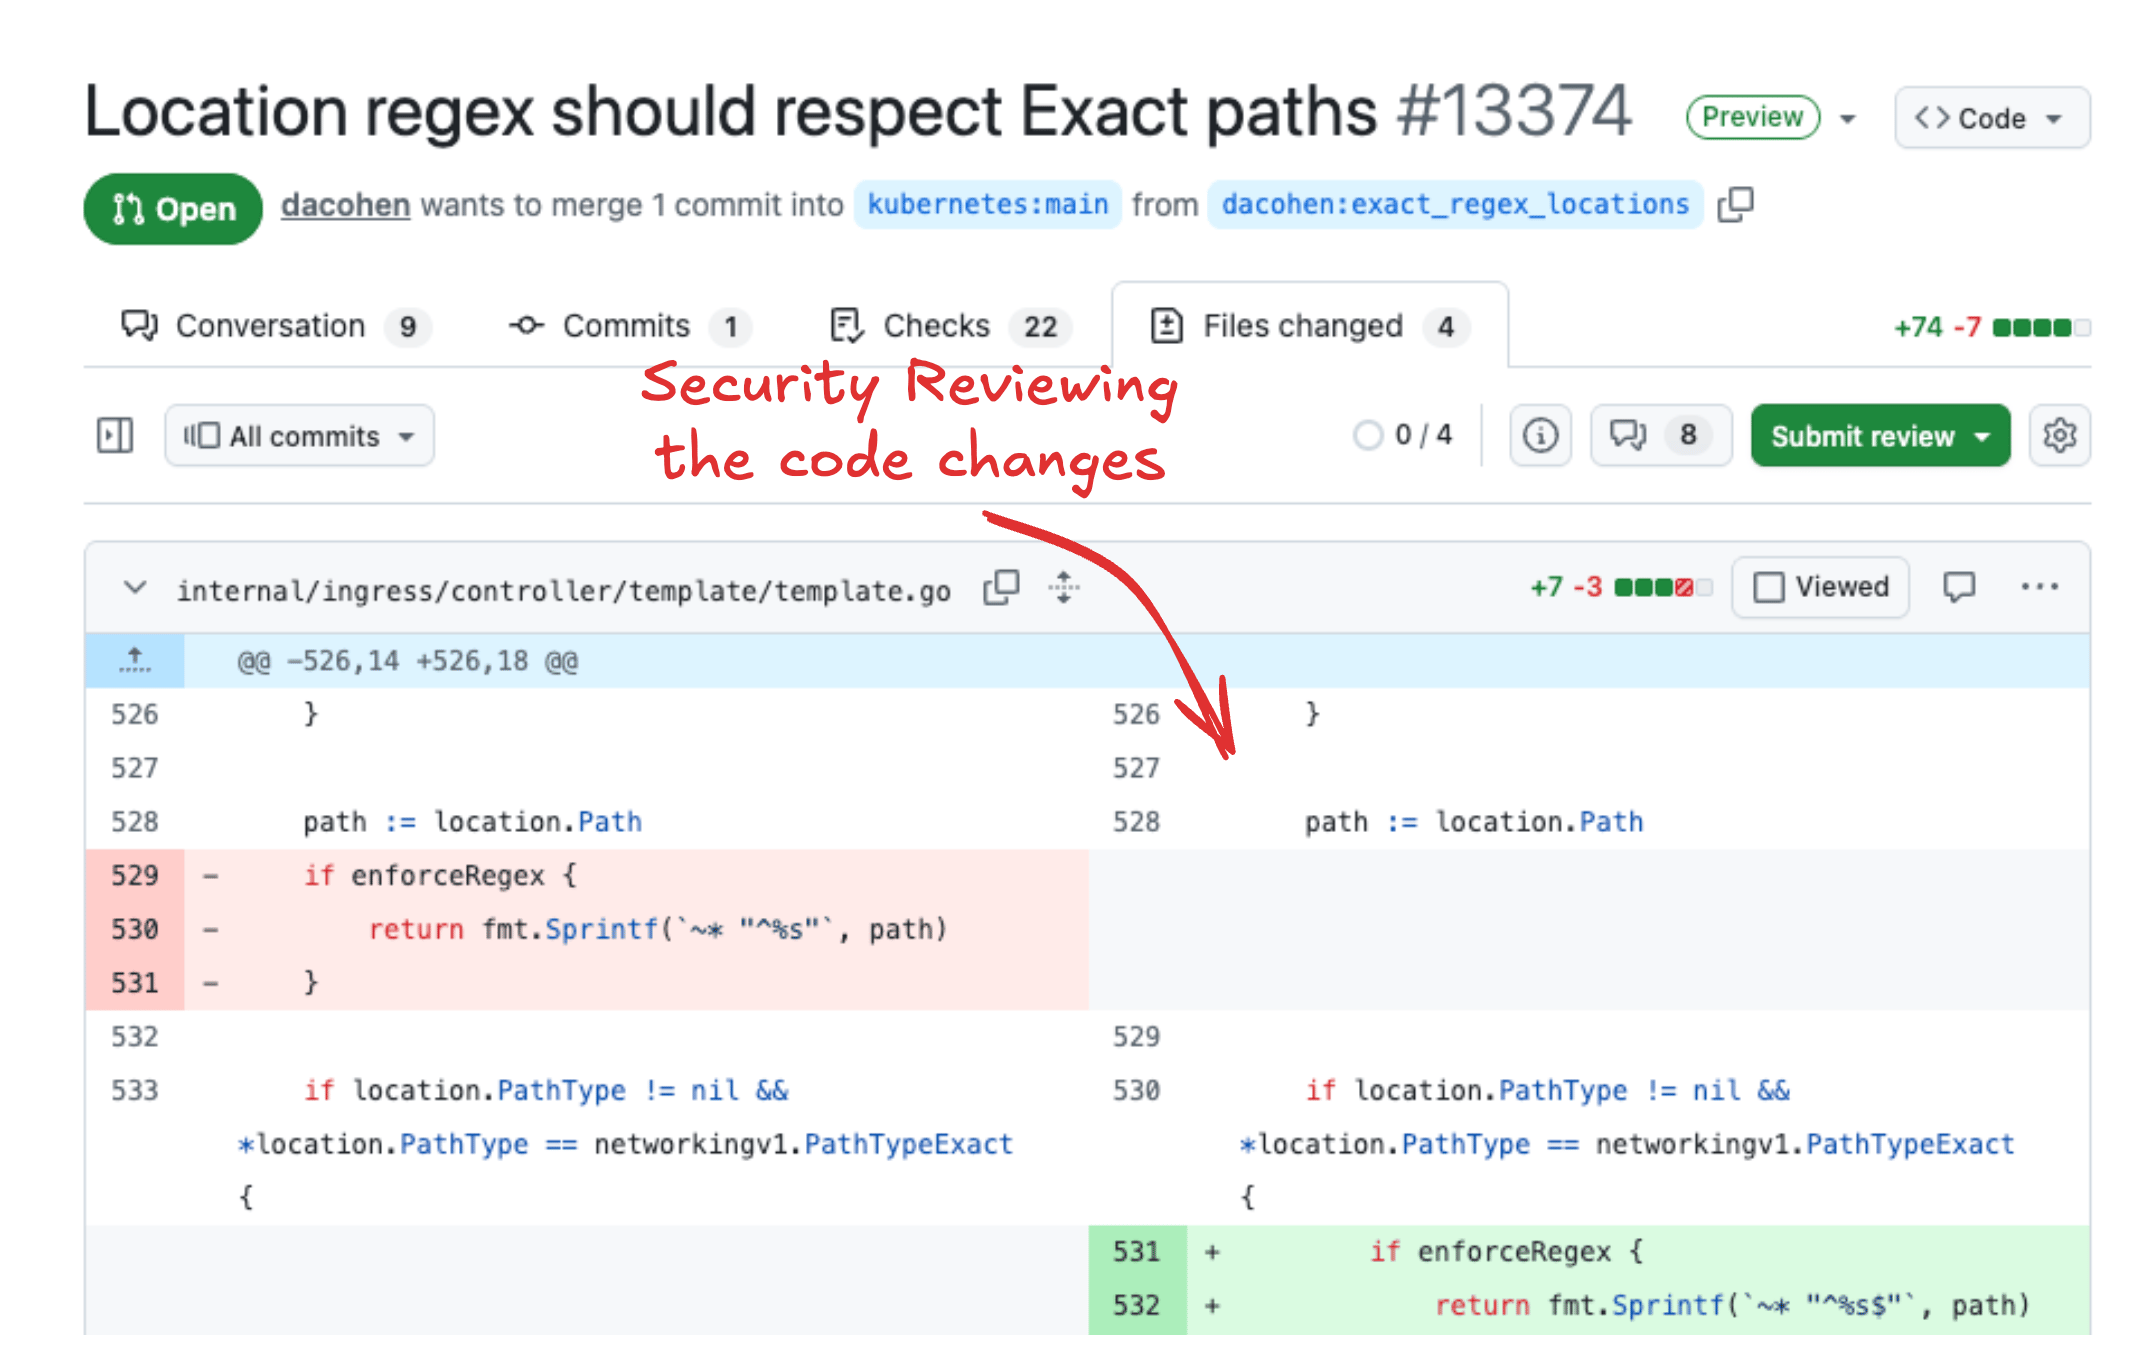 Location regex should respect Exact paths #13374 Preview <> Code
Open dacohen wants to merge 1 commit into kubernetes:main from dacohen:exact_regex_locations
Conversation 9 Commits 1 Checks 22 Files changed 4 +74 -7
Security Reviewing
the code changes
All commits 0 / 4 8 Submit review
internal/ingress/controller/template/template.go +7 -3 Viewed
@@ -526,14 +526,18 @@
526 } 526 }
527 527
528 path := location.Path 528 path := location.Path
529 - if enforceRegex {
530 - return fmt.Sprintf(`~* "^%s"`, path)
531 - }
532 529
533 if location.PathType != nil && 530 if location.PathType != nil &&
*location.PathType == networkingv1.PathTypeExact *location.PathType == networkingv1.PathTypeExact
{ {
531 + if enforceRegex {
532 + return fmt.Sprintf(`~* "^%s$"`, path)